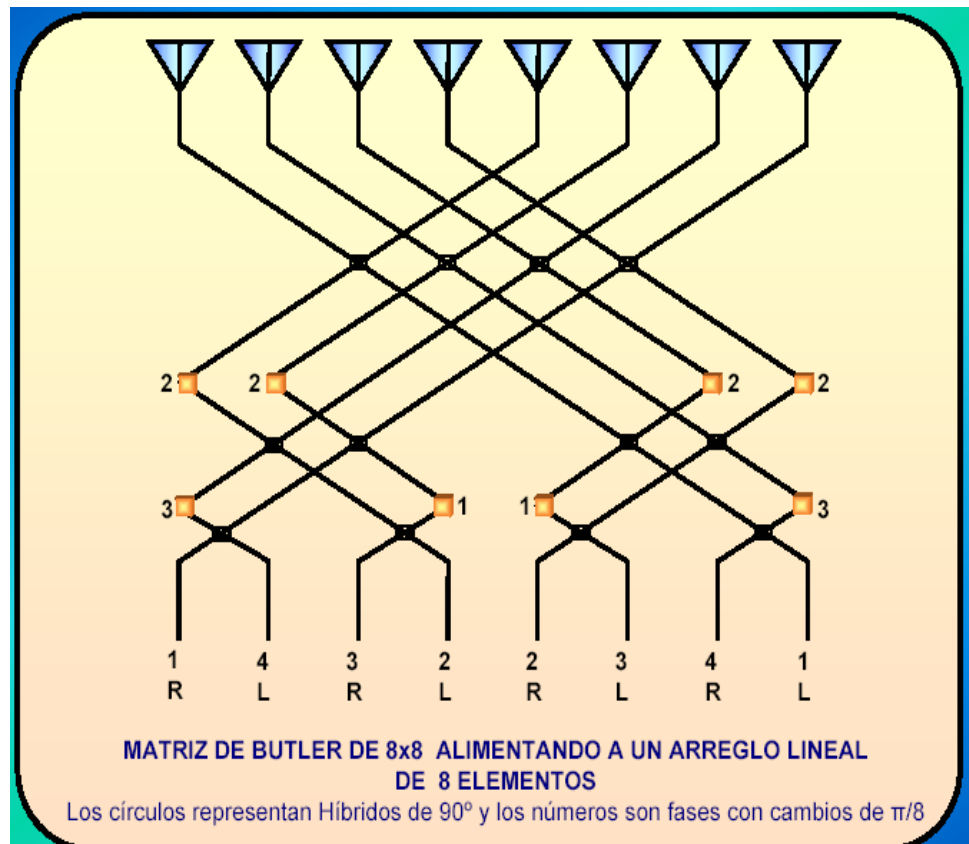 2 2 2 2
3 1 1 3
1 4 3 2 2 3 4 1
R L R L R L R L
MATRIZ DE BUTLER DE 8x8 ALIMENTANDO A UN ARREGLO LINEAL
DE 8 ELEMENTOS
Los círculos representan Híbridos de 90º y los números son fases con cambios de π/8